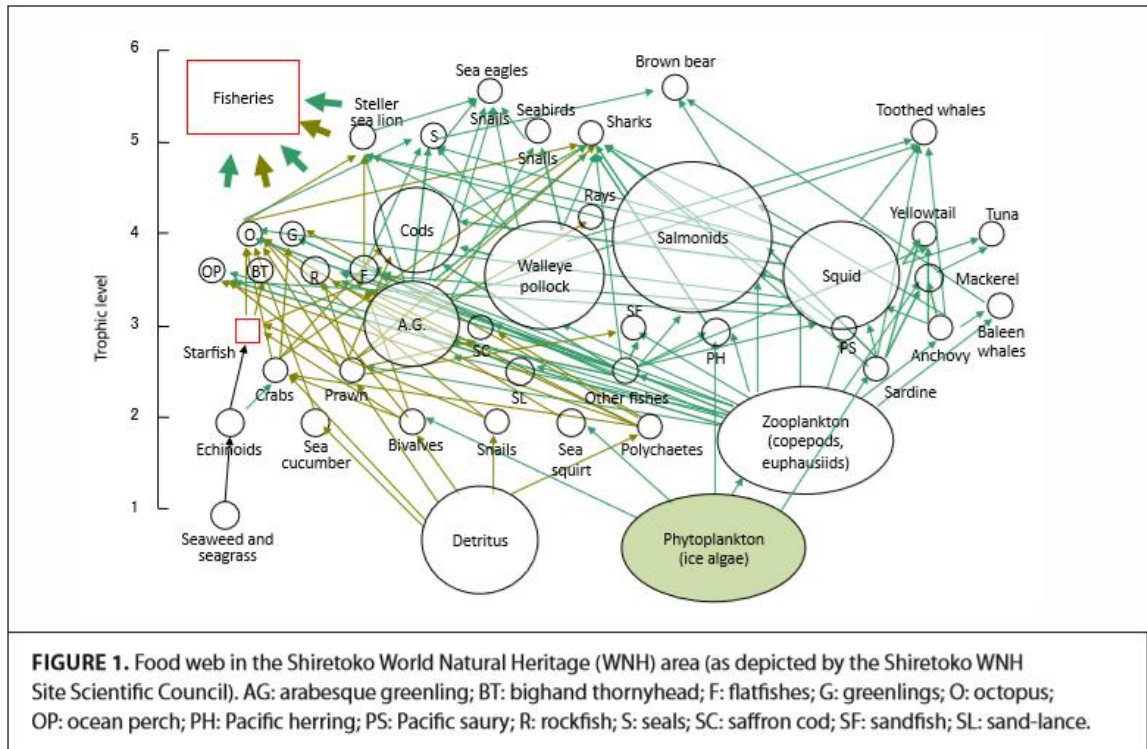 6
5
4
3
2
1
Trophic level
Fisheries
Steller
sea lion
Sea eagles
Snails
Seabirds
Snails
S
Sharks
Brown bear
Toothed whales
O
G
Cods
Rays
Salmonids
Yellowtail
Tuna
OP
BT
R
F
Walleye
pollock
Squid
Mackerel
A.G.
SC
SF
PH
PS
Anchovy
Baleen
whales
Starfish
Crabs
Prawn
SL
Other fishes
Sardine
Echinoids
Sea
cucumber
Bivalves
Snails
Sea
squirt
Polychaetes
Zooplankton
(copepods,
euphausiids)
Seaweed and
seagrass
Detritus
Phytoplankton
(ice algae)
FIGURE 1. Food web in the Shiretoko World Natural Heritage (WNH) area (as depicted by the Shiretoko WNH
Site Scientific Council). AG: arabesque greenling; BT: bighand thornyhead; F: flatfishes; G: greenlings; O: octopus;
OP: ocean perch; PH: Pacific herring; PS: Pacific saury; R: rockfish; S: seals; SC: saffron cod; SF: sandfish; SL: sand-lance.